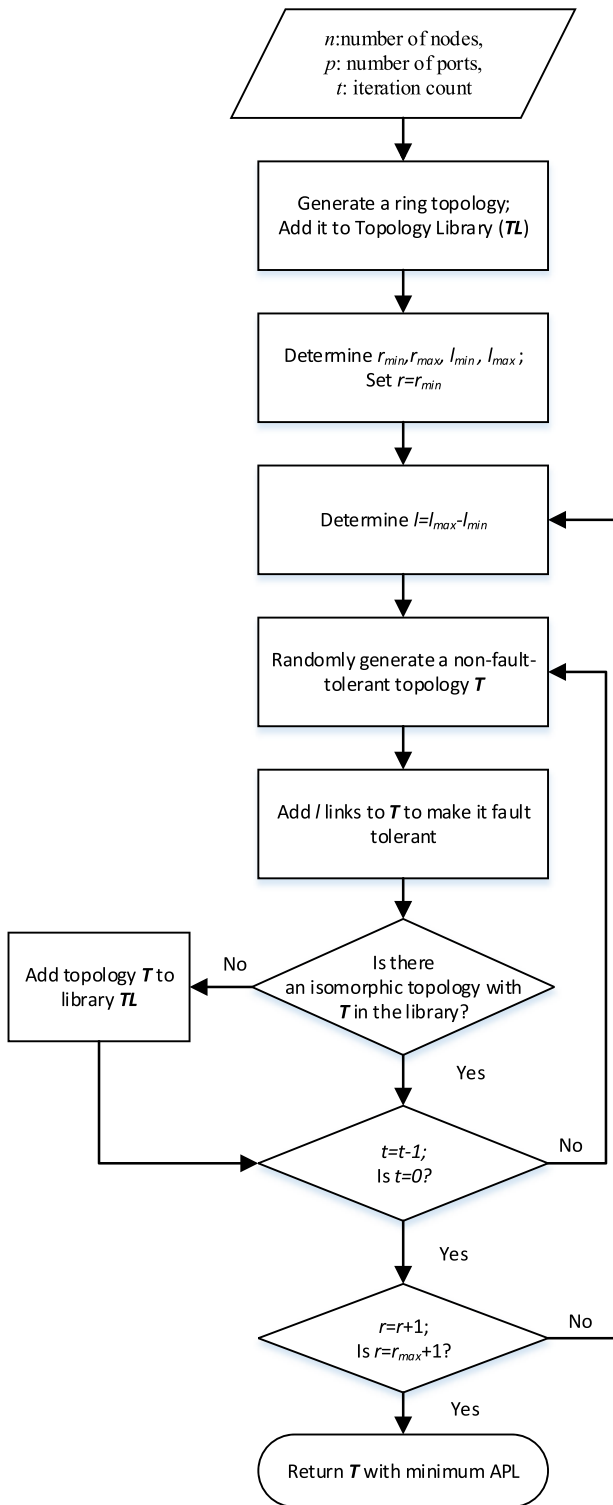 n:number of nodes,
p: number of ports,
t: iteration count
Generate a ring topology;
Add it to Topology Library (TL)
Determine rmin,rmax, lmin , lmax ;
Set r=rmin
Determine l=lmax-lmin
Randomly generate a non-fault-
tolerant topology T
Add l links to T to make it fault
tolerant
Is there
an isomorphic topology with
T in the library?
No
Add topology T to
library TL
Yes
t=t-1;
Is t=0?
No
Yes
r=r+1;
Is r=rmax+1?
No
Yes
Return T with minimum APL